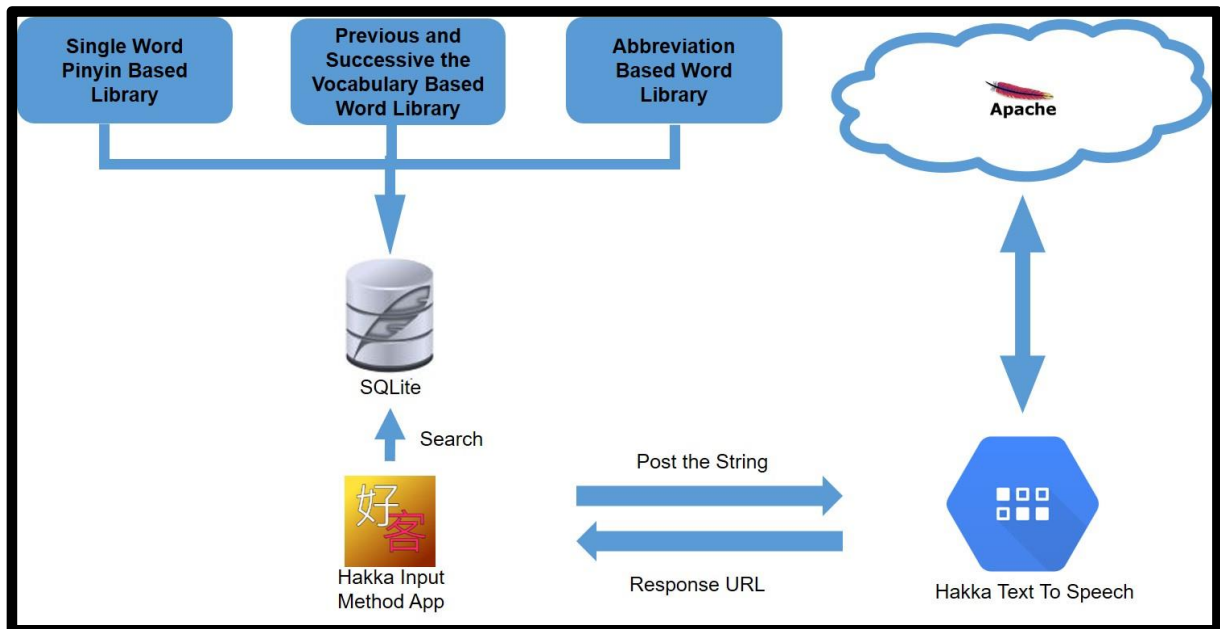 Single Word
Pinyin Based
Library
Previous and
Successive the
Vocabulary Based
Word Library
Abbreviation
Based Word
Library
Apache
SQLite
Search
好
客
Hakka Input
Method App
Post the String
Response URL
Hakka Text To Speech